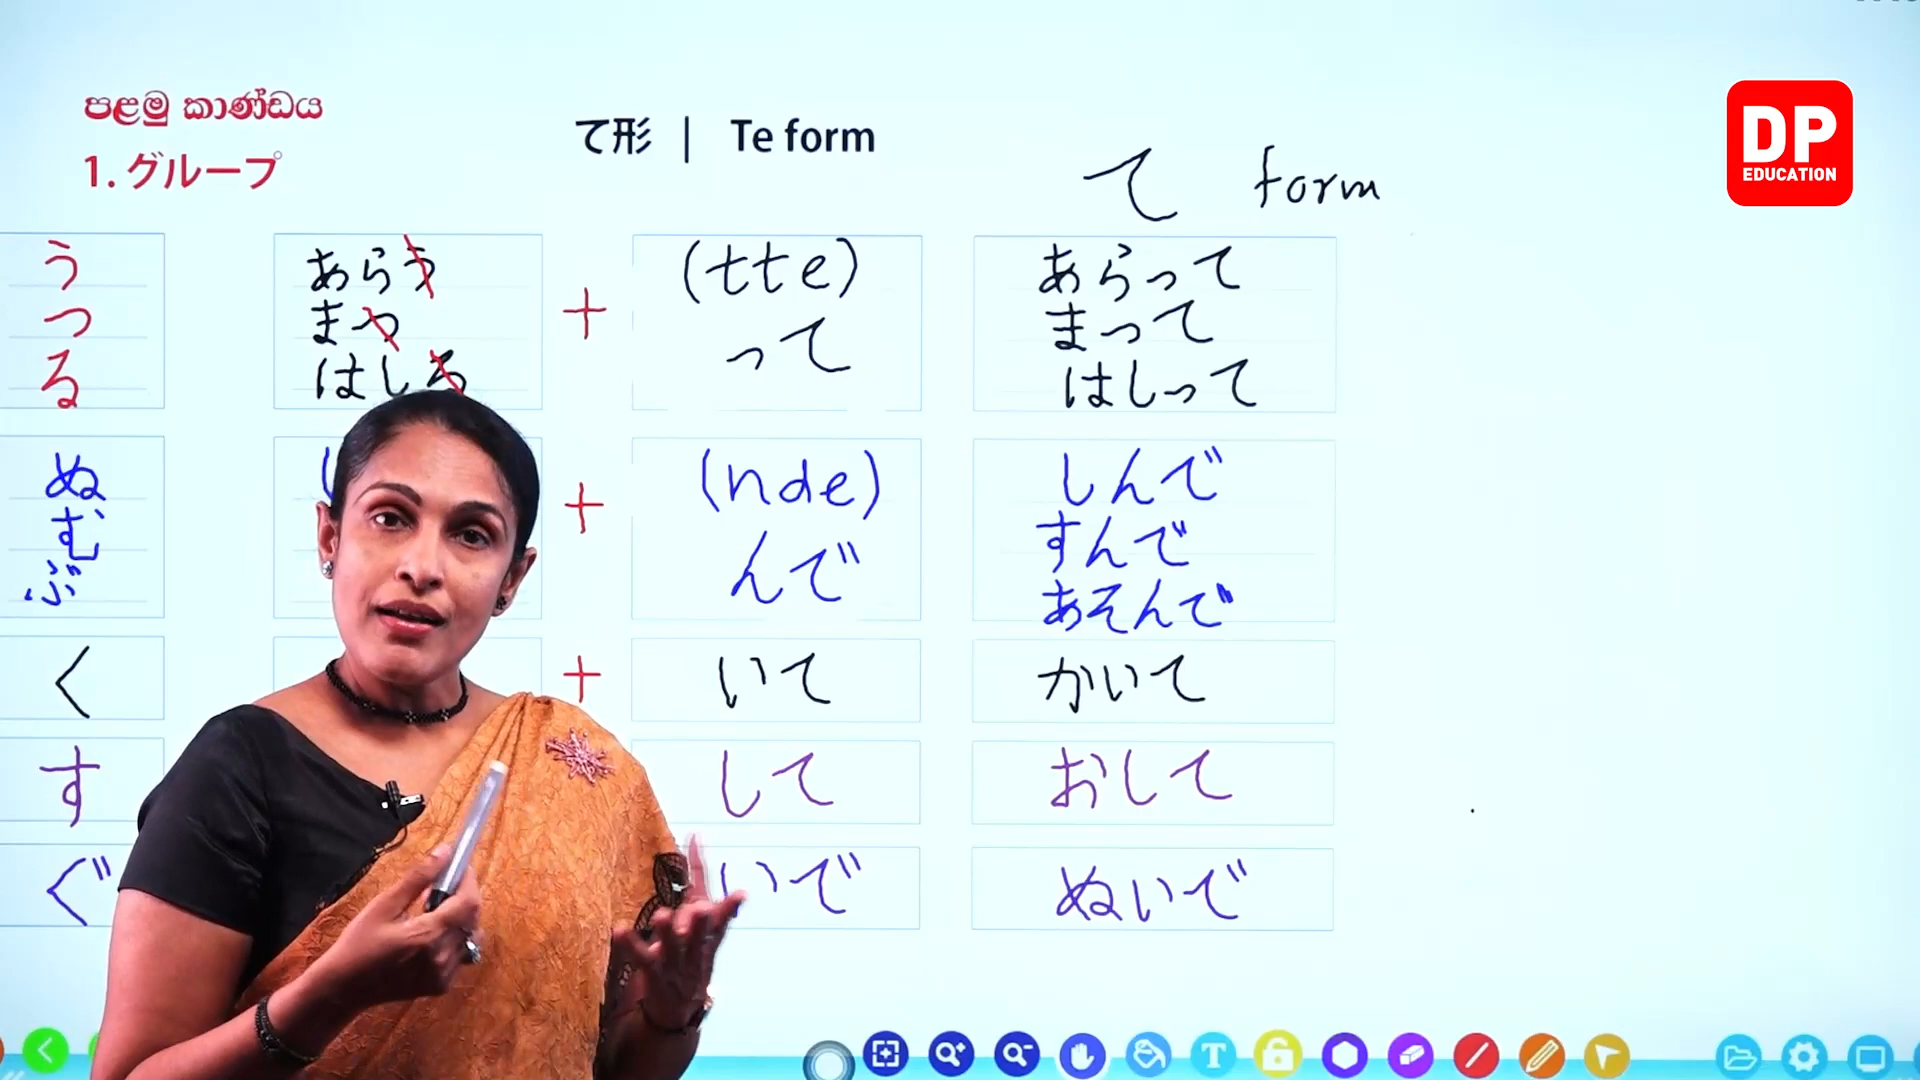 පළමු කාණ්ඩය
1. グループ
て形 | Te form
て form
DP
EDUCATION
う
つ
る
あらう
まつ
はしる
+
(tte)
って
あらって
まって
はしって
ぬ
む
ぶ
+
(nde)
んで
しんで
すんで
あそんで
く
+
いて
かいて
す
して
おして
ぐ
いで
ぬいで
T